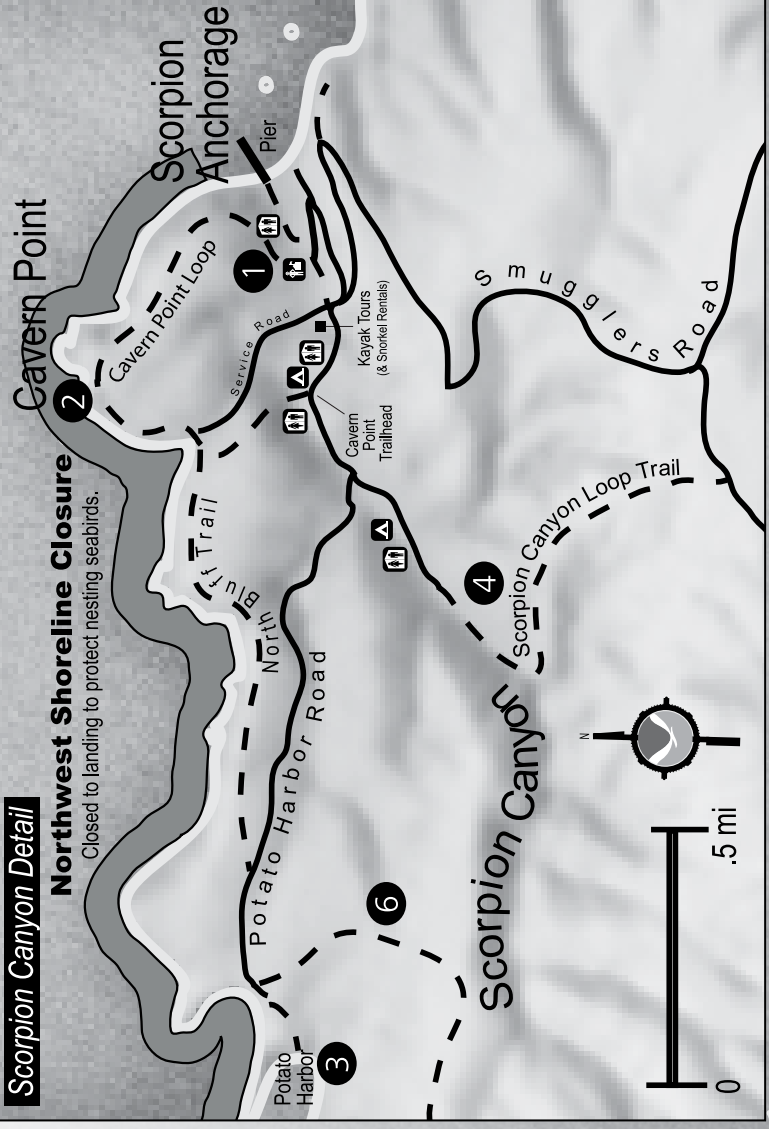 Scorpion Canyon Detail
Northwest Shoreline Closure
Closed to landing to protect nesting seabirds.
Cavern Point
2
Scorpion
Anchorage
Pier
Cavern Point Loop
1
Service Road
Kayak Tours
(& Snorkel Rentals)
Cavern
Point
Trailhead
North Bluff Trail
Potato Harbor Road
Potato
Harbor
3
6
4
Scorpion Canyon Loop Trail
Scorpion Canyon
Smugglers Road
N
0
.5 mi